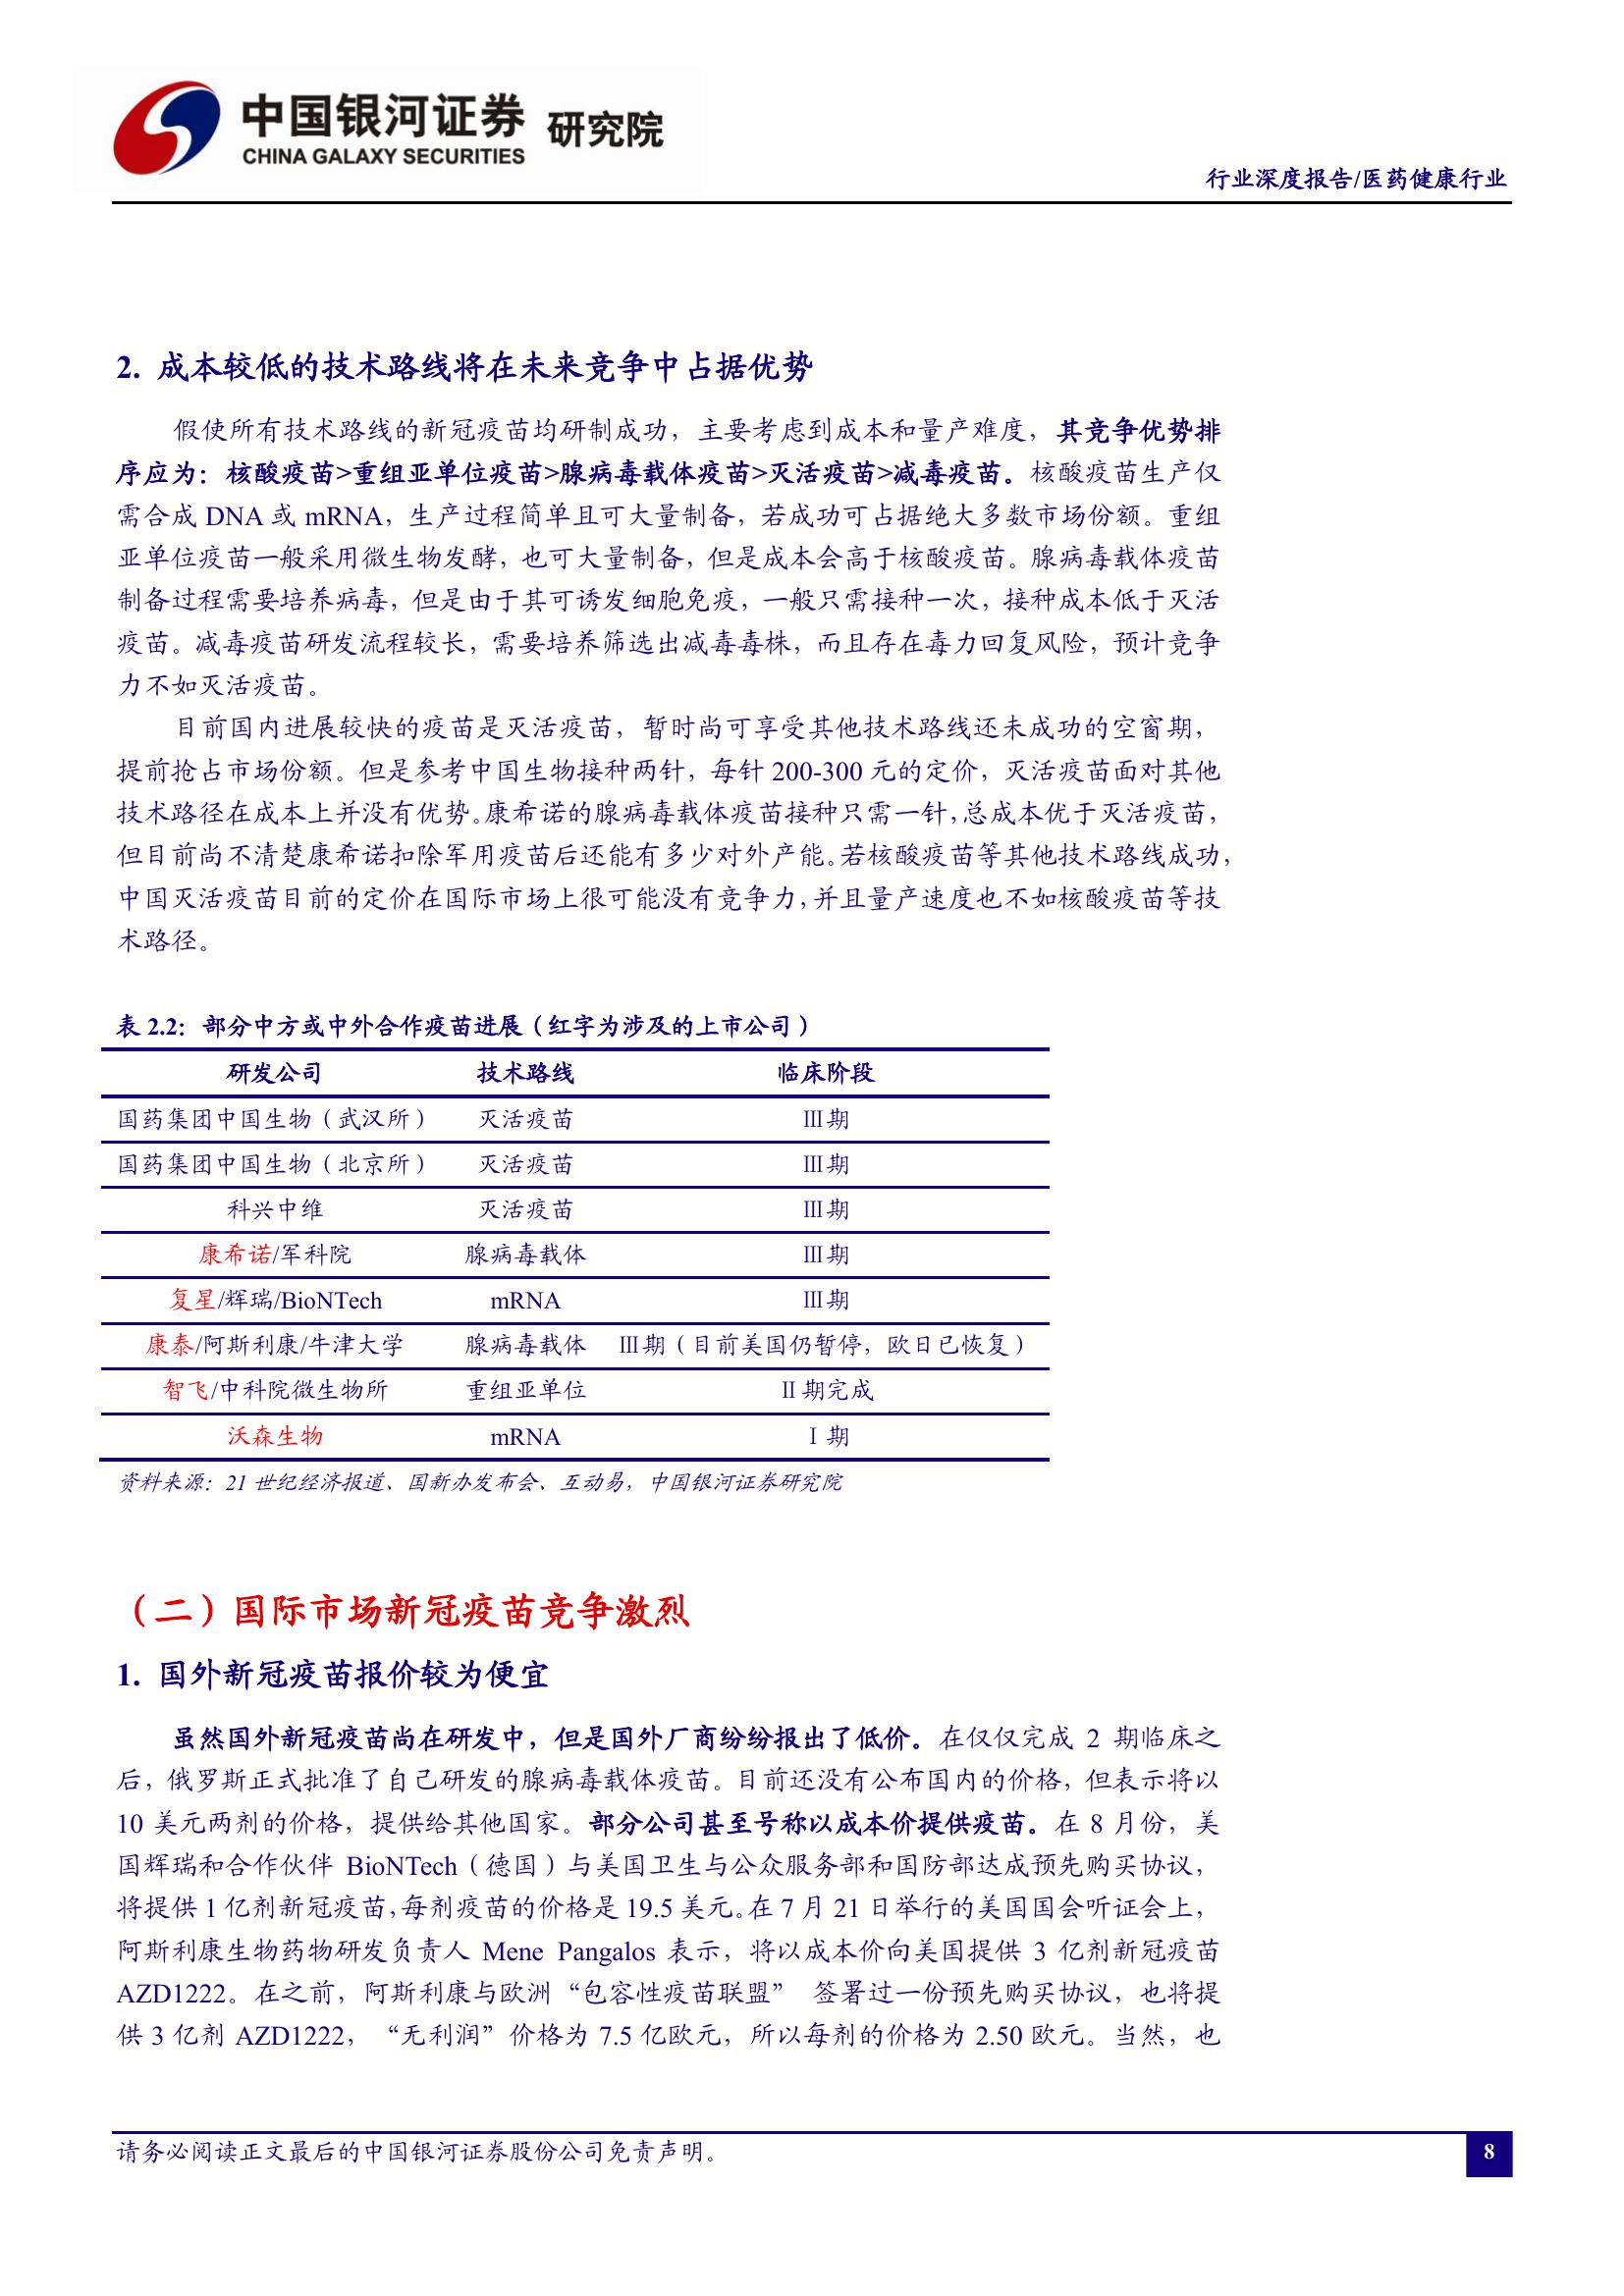 中国银河证券 研究院
CHINA GALAXY SECURITIES
行业深度报告/医药健康行业
2. 成本较低的技术路线将在未来竞争中占据优势
假使所有技术路线的新冠疫苗均研制成功，主要考虑到成本和量产难度，其竞争优势排
序应为：核酸疫苗>重组亚单位疫苗>腺病毒载体疫苗>灭活疫苗>减毒疫苗。核酸疫苗生产仅
需合成 DNA 或 mRNA，生产过程简单且可大量制备，若成功可占据绝大多数市场份额。重组
亚单位疫苗一般采用微生物发酵，也可大量制备，但是成本会高于核酸疫苗。腺病毒载体疫苗
制备过程需要培养病毒，但是由于其可诱发细胞免疫，一般只需接种一次，接种成本低于灭活
疫苗。减毒疫苗研发流程较长，需要培养筛选出减毒毒株，而且存在毒力回复风险，预计竞争
力不如灭活疫苗。
目前国内进展较快的疫苗是灭活疫苗，暂时尚可享受其他技术路线还未成功的空窗期，
提前抢占市场份额。但是参考中国生物接种两针，每针 200-300 元的定价，灭活疫苗面对其他
技术路径在成本上并没有优势。康希诺的腺病毒载体疫苗接种只需一针，总成本优于灭活疫苗，
但目前尚不清楚康希诺扣除军用疫苗后还能有多少对外产能。若核酸疫苗等其他技术路线成功，
中国灭活疫苗目前的定价在国际市场上很可能没有竞争力，并且量产速度也不如核酸疫苗等技
术路径。
表 2.2：部分中方或中外合作疫苗进展（红字为涉及的上市公司）
研发公司 技术路线 临床阶段
国药集团中国生物（武汉所） 灭活疫苗 Ⅲ期
国药集团中国生物（北京所） 灭活疫苗 Ⅲ期
科兴中维 灭活疫苗 Ⅲ期
康希诺/军科院 腺病毒载体 Ⅲ期
复星/辉瑞/BioNTech mRNA Ⅲ期
康泰/阿斯利康/牛津大学 腺病毒载体 Ⅲ期（目前美国仍暂停，欧日已恢复）
智飞/中科院微生物所 重组亚单位 Ⅱ期完成
沃森生物 mRNA Ⅰ期
资料来源：21 世纪经济报道、国新办发布会、互动易，中国银河证券研究院
（二）国际市场新冠疫苗竞争激烈
1. 国外新冠疫苗报价较为便宜
虽然国外新冠疫苗尚在研发中，但是国外厂商纷纷报出了低价。在仅仅完成 2 期临床之
后，俄罗斯正式批准了自己研发的腺病毒载体疫苗。目前还没有公布国内的价格，但表示将以
10 美元两剂的价格，提供给其他国家。部分公司甚至号称以成本价提供疫苗。在 8 月份，美
国辉瑞和合作伙伴 BioNTech（德国）与美国卫生与公众服务部和国防部达成预先购买协议，
将提供 1 亿剂新冠疫苗，每剂疫苗的价格是 19.5 美元。在 7 月 21 日举行的美国国会听证会上，
阿斯利康生物药物研发负责人 Mene Pangalos 表示，将以成本价向美国提供 3 亿剂新冠疫苗
AZD1222。在之前，阿斯利康与欧洲“包容性疫苗联盟” 签署过一份预先购买协议，也将提
供 3 亿剂 AZD1222，“无利润”价格为 7.5 亿欧元，所以每剂的价格为 2.50 欧元。当然，也
请务必阅读正文最后的中国银河证券股份公司免责声明。
8